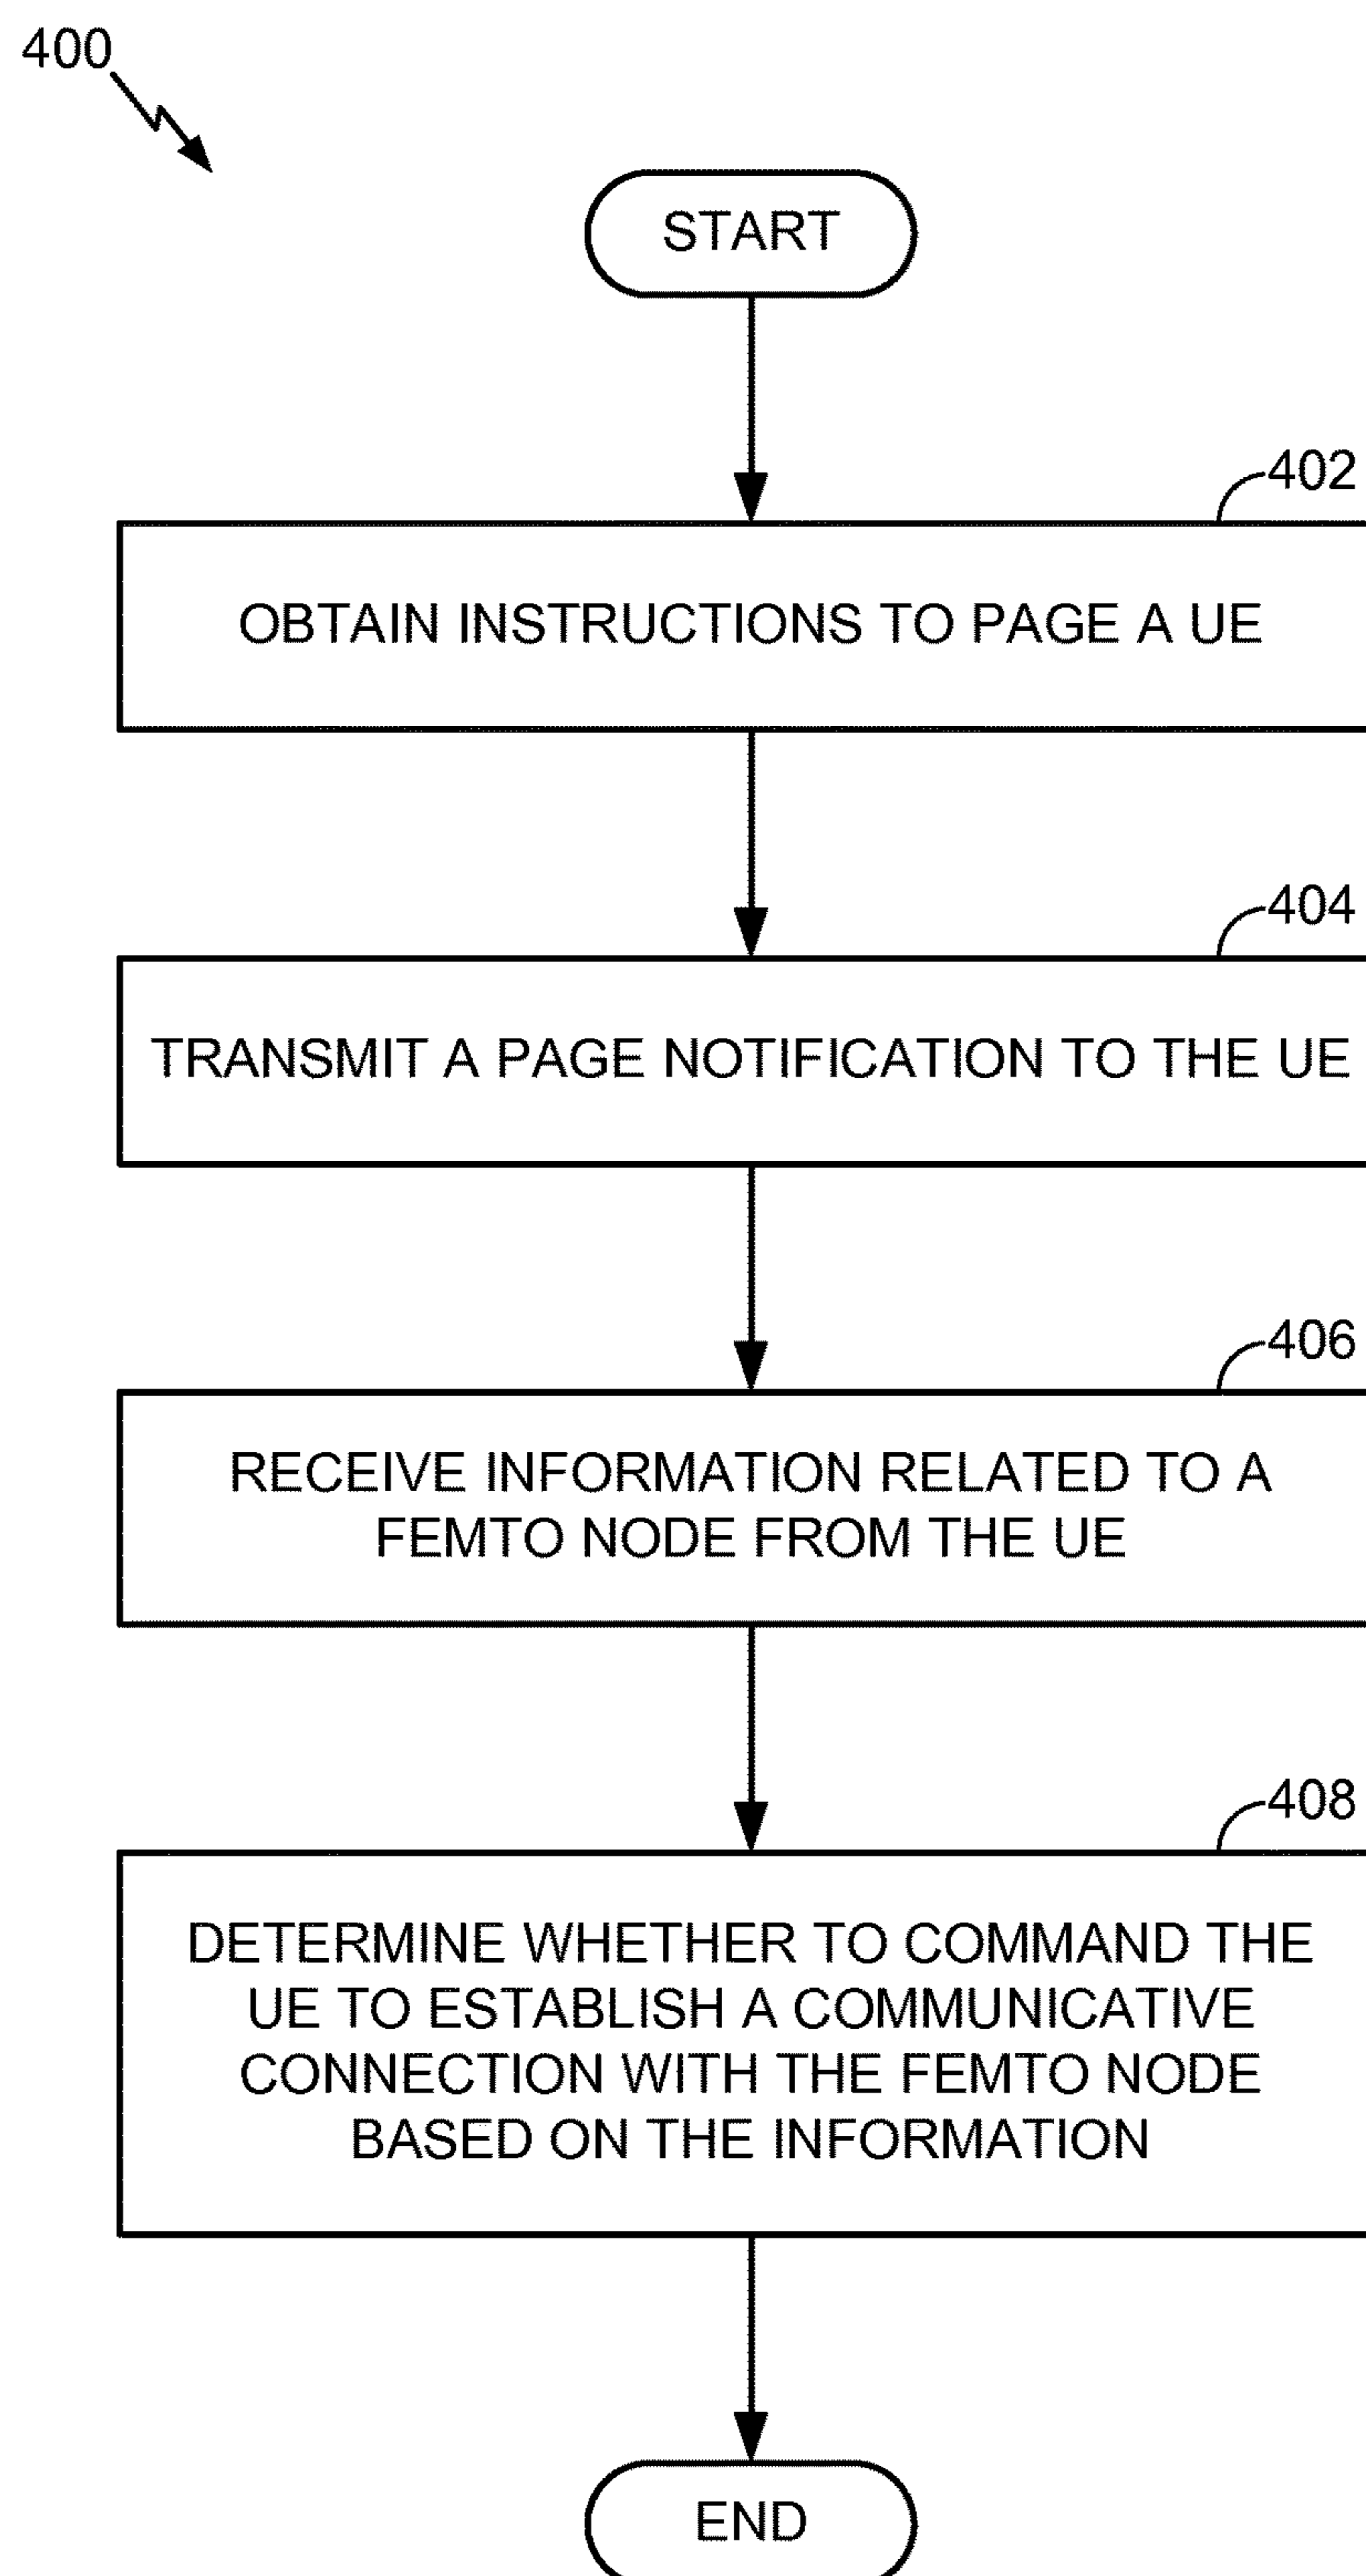 400
START
402
OBTAIN INSTRUCTIONS TO PAGE A UE
404
TRANSMIT A PAGE NOTIFICATION TO THE UE
406
RECEIVE INFORMATION RELATED TO A
FEMTO NODE FROM THE UE
408
DETERMINE WHETHER TO COMMAND THE
UE TO ESTABLISH A COMMUNICATIVE
CONNECTION WITH THE FEMTO NODE
BASED ON THE INFORMATION
END